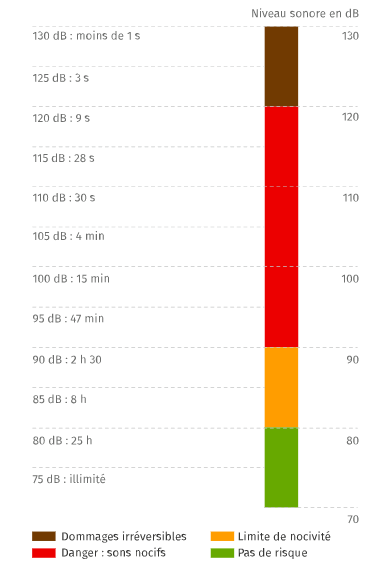 Niveau sonore en dB
130 dB : moins de 1 s 130
125 dB : 3 s
120 dB : 9 s 120
115 dB : 28 s
110 dB : 30 s 110
105 dB : 4 min
100 dB : 15 min 100
95 dB : 47 min
90 dB : 2 h 30 90
85 dB : 8 h
80 dB : 25 h 80
75 dB : illimité
70
Dommages irréversibles Limite de nocivité
Danger : sons nocifs Pas de risque